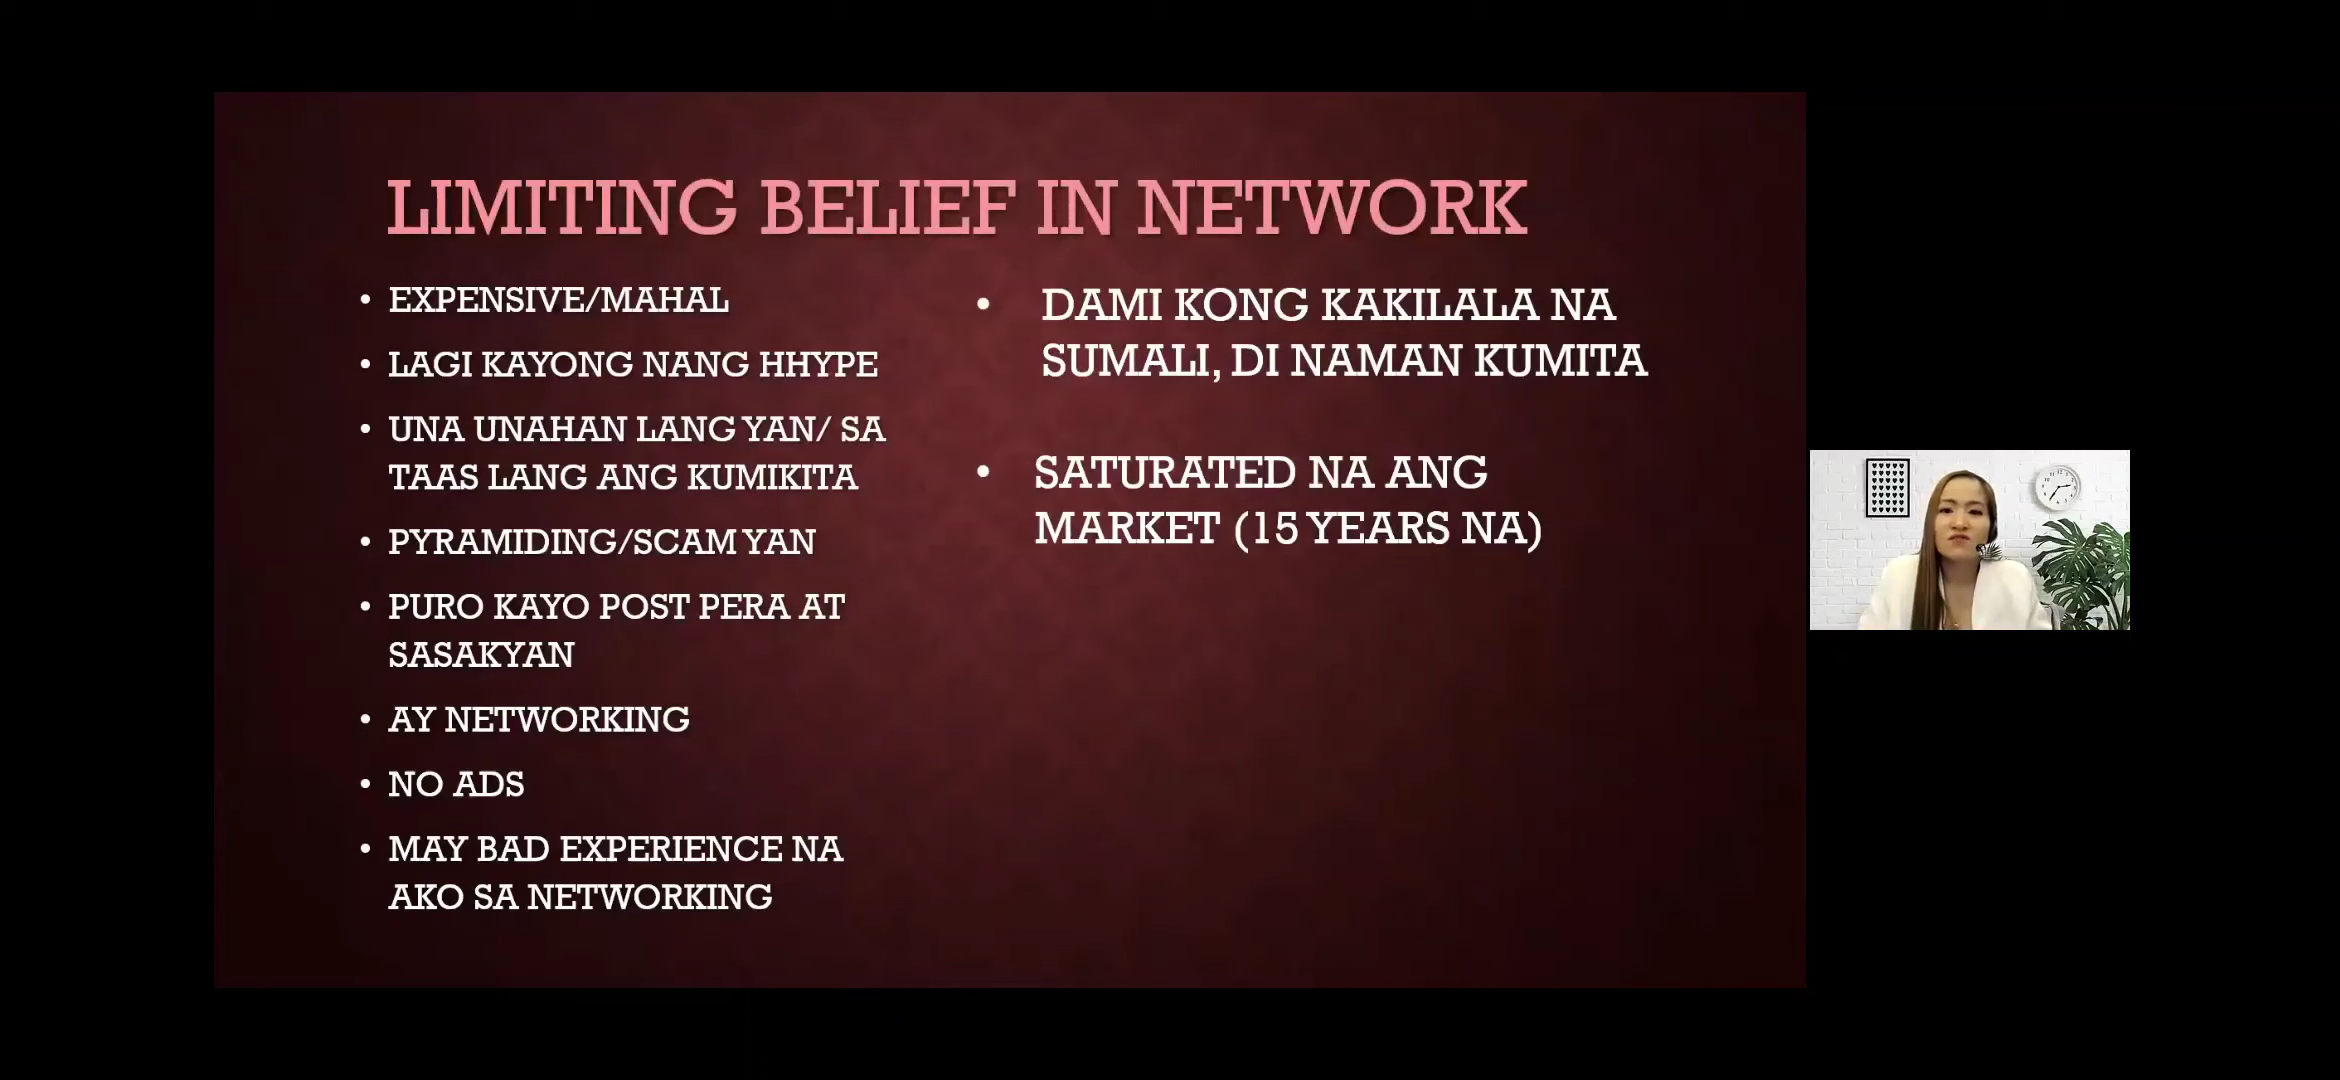 LIMITING BELIEF IN NETWORK
• EXPENSIVE/MAHAL
• LAGI KAYONG NANG HHYPE
• UNA UNAHAN LANG YAN/ SA
TAAS LANG ANG KUMIKITA
• PYRAMIDING/SCAM YAN
• PURO KAYO POST PERA AT
SASAKYAN
• AY NETWORKING
• NO ADS
• MAY BAD EXPERIENCE NA
AKO SA NETWORKING
• DAMI KONG KAKILALA NA
SUMALI, DI NAMAN KUMITA
• SATURATED NA ANG
MARKET (15 YEARS NA)